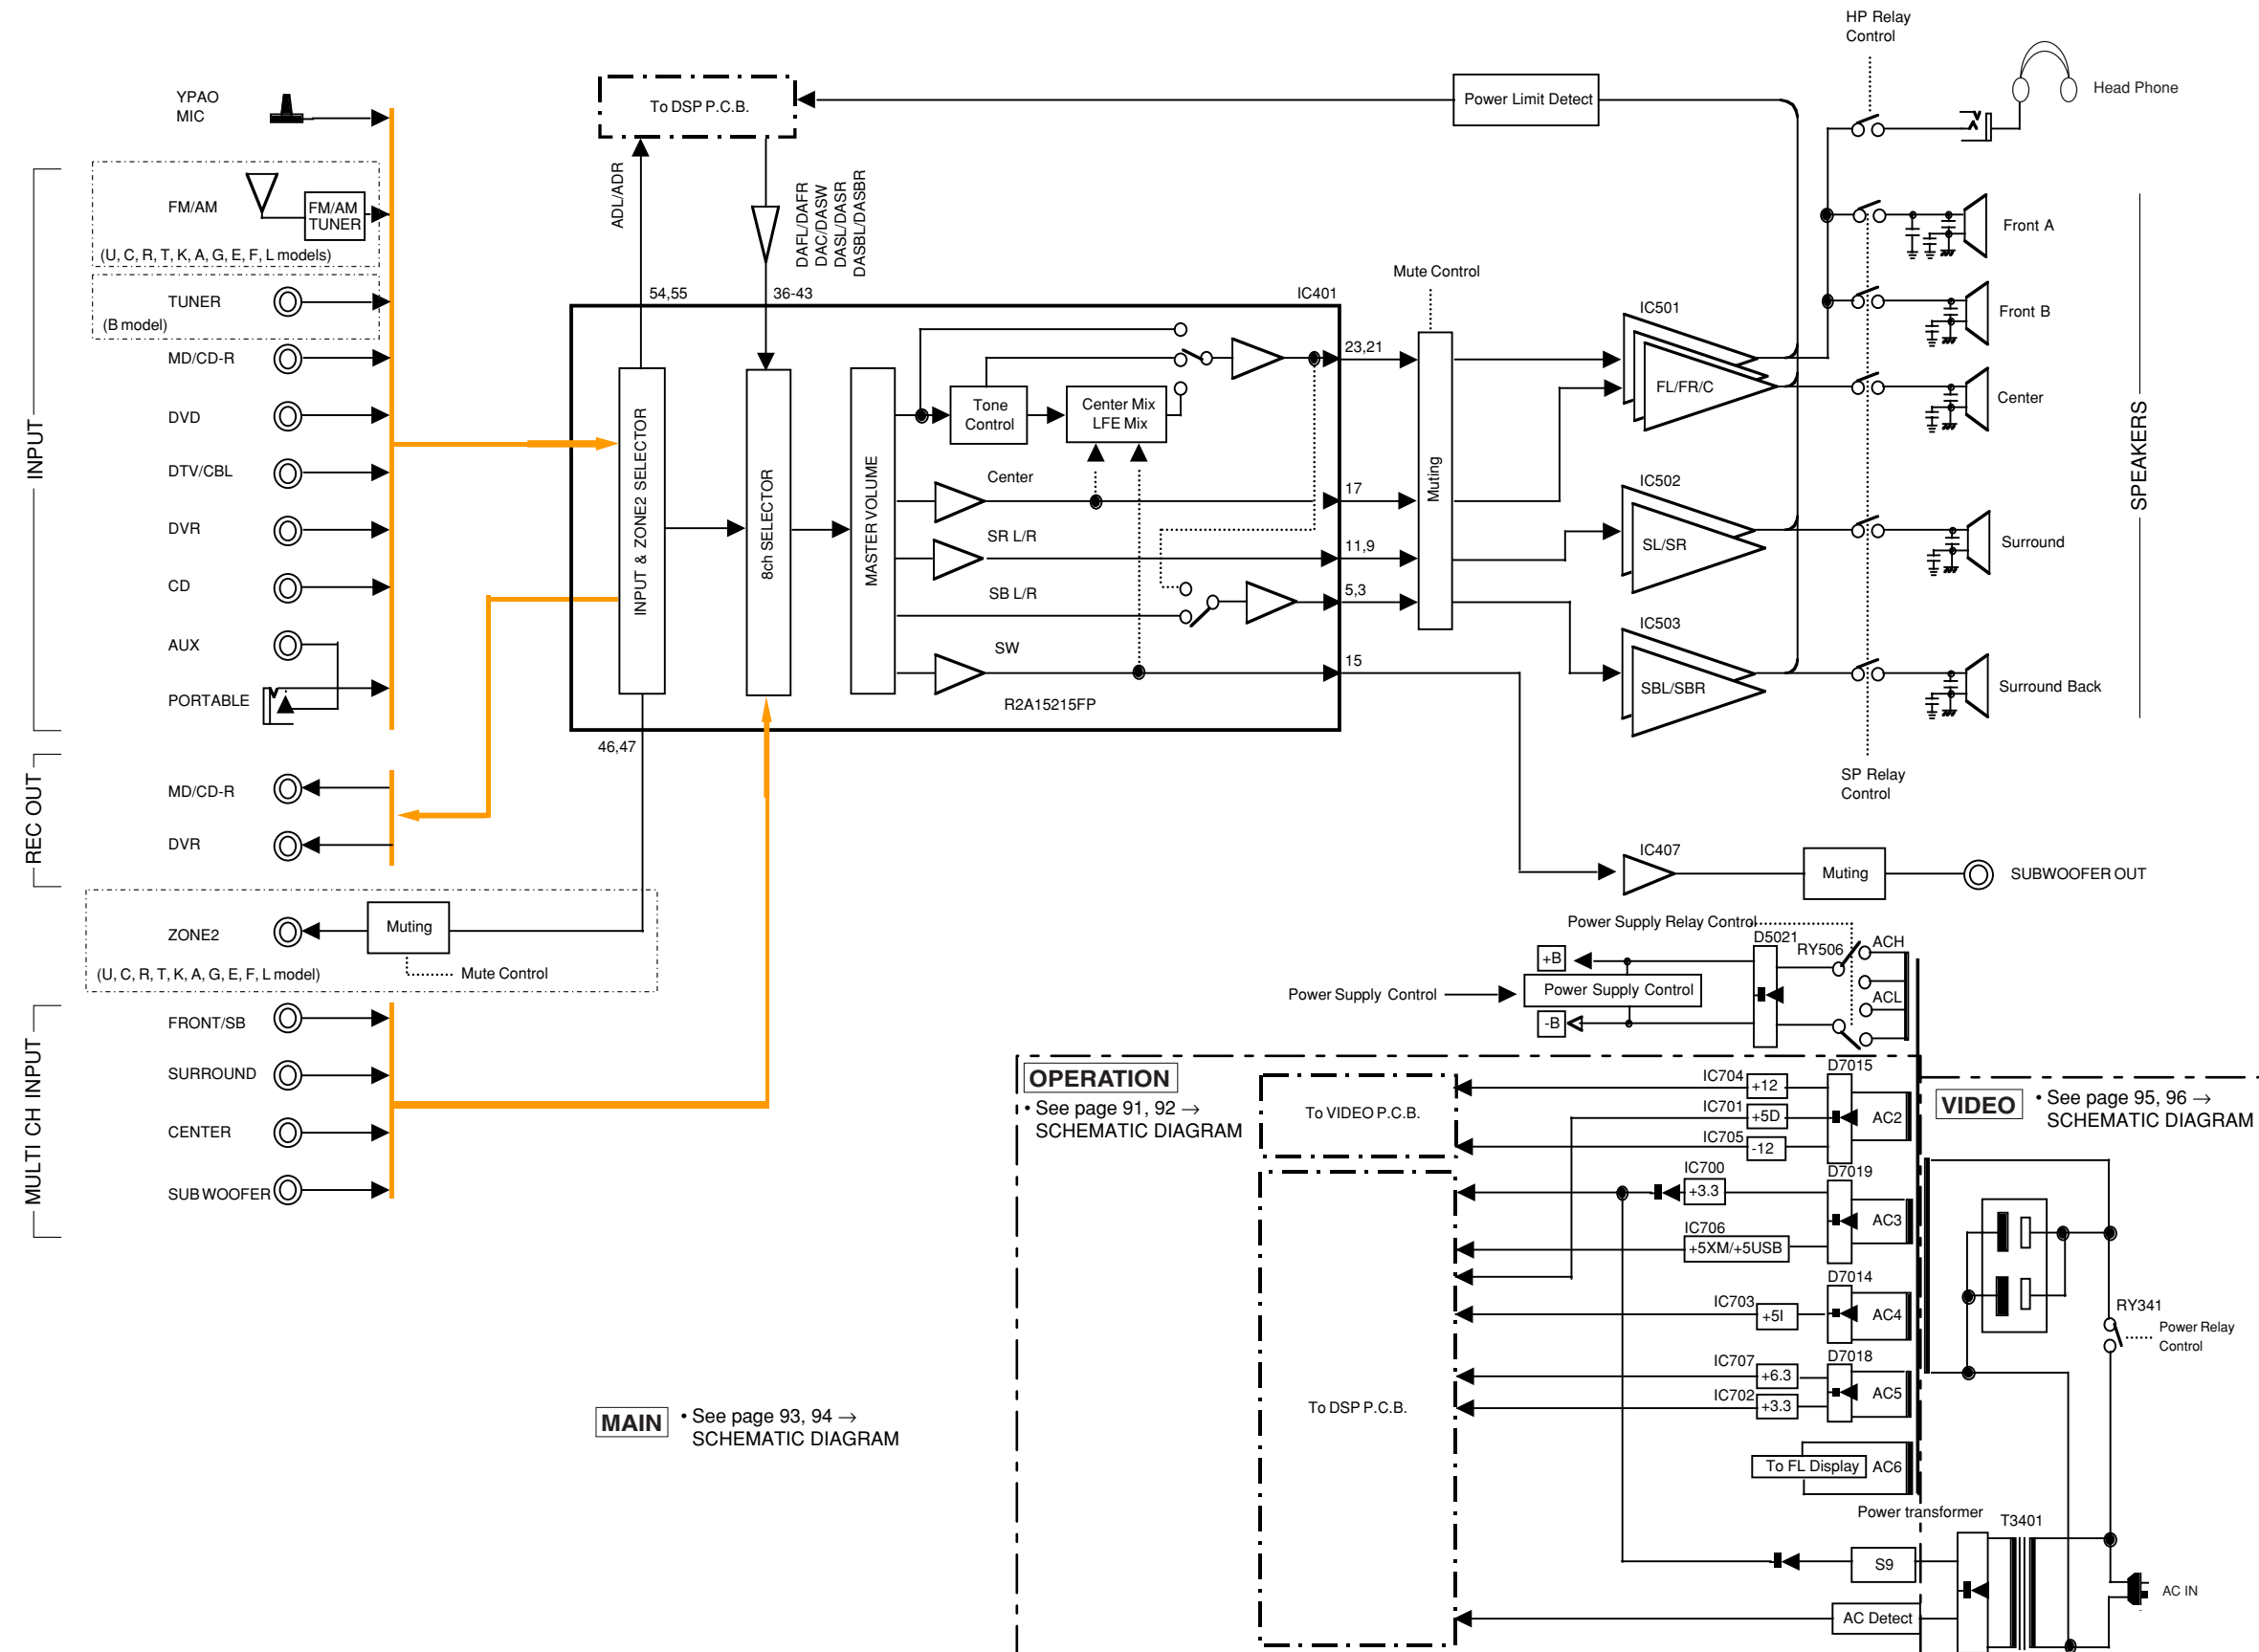 HP Relay
Control
Head Phone
YPAO
MIC
To DSP P.C.B.
Power Limit Detect
INPUT
FM/AM
FM/AM
TUNER
(U, C, R, T, K, A, G, E, F, L models)
TUNER
(B model)
MD/CD-R
DVD
DTV/CBL
DVR
CD
AUX
PORTABLE
ADL/ADR
DAFL/DAFR
DAC/DASW
DASL/DASR
DASBL/DASBR
54,55
36-43
IC401
INPUT & ZONE2 SELECTOR
8ch SELECTOR
MASTER VOLUME
Tone
Control
Center Mix
LFE Mix
Center
SR L/R
SB L/R
SW
R2A15215FP
46,47
23,21
17
11,9
5,3
15
Mute Control
Muting
IC501
FL/FR/C
IC502
SL/SR
IC503
SBL/SBR
Front A
Front B
Center
Surround
Surround Back
SPEAKERS
SP Relay
Control
REC OUT
MD/CD-R
DVR
ZONE2
Muting
Mute Control
(U, C, R, T, K, A, G, E, F, L model)
IC407
Muting
SUBWOOFER OUT
MULTI CH INPUT
FRONT/SB
SURROUND
CENTER
SUB WOOFER
Power Supply Relay Control
D5021
RY506
ACH
ACL
+B
Power Supply Control
Power Supply Control
-B
OPERATION
• See page 91, 92 →
SCHEMATIC DIAGRAM
To VIDEO P.C.B.
IC704
+12
D7015
IC701
+5D
AC2
IC705
-12
VIDEO
• See page 95, 96 →
SCHEMATIC DIAGRAM
IC700
+3.3
D7019
AC3
IC706
+5XM/+5USB
D7014
IC703
+5I
AC4
IC707
+6.3
D7018
AC5
IC702
+3.3
To DSP P.C.B.
To FL Display
AC6
RY341
Power Relay
Control
MAIN
• See page 93, 94 →
SCHEMATIC DIAGRAM
Power transformer
T3401
S9
AC IN
AC Detect